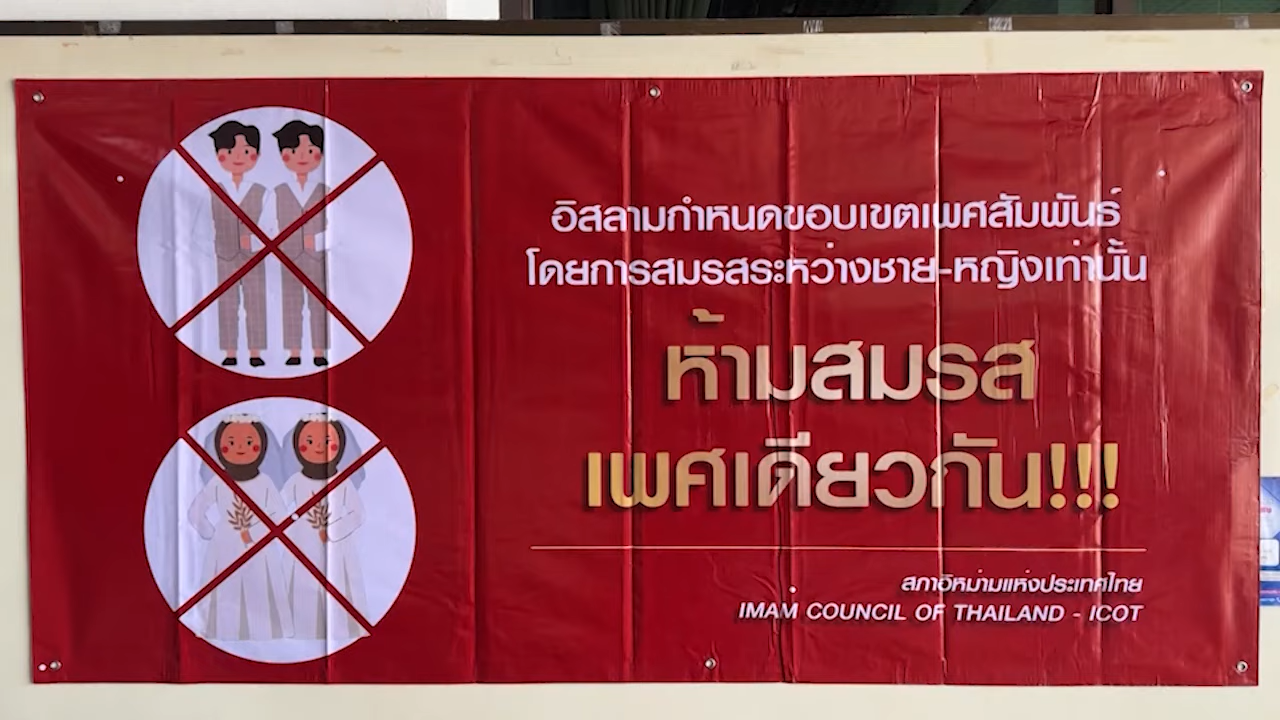 อิสลามกำหนดขอบเขตเพศสัมพันธ์
โดยการสมรสระหว่างชาย-หญิงเท่านั้น
ห้ามสมรส
เพศเดียวกัน!!!
สภาอิหม่ามแห่งประเทศไทย
IMAM COUNCIL OF THAILAND - ICOT